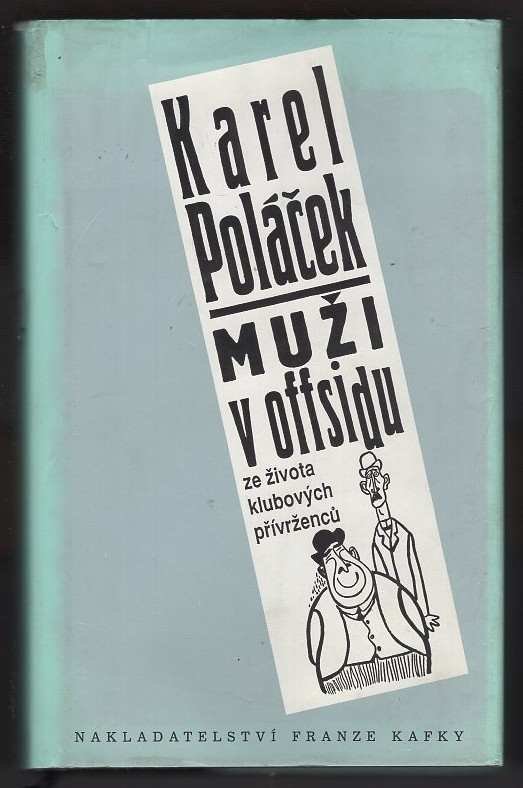 Karel
Poláček
MUŽI
v offsidu
ze života
klubových
přívrženců
NAKLADATELSTVÍ FRANZE KAFKY